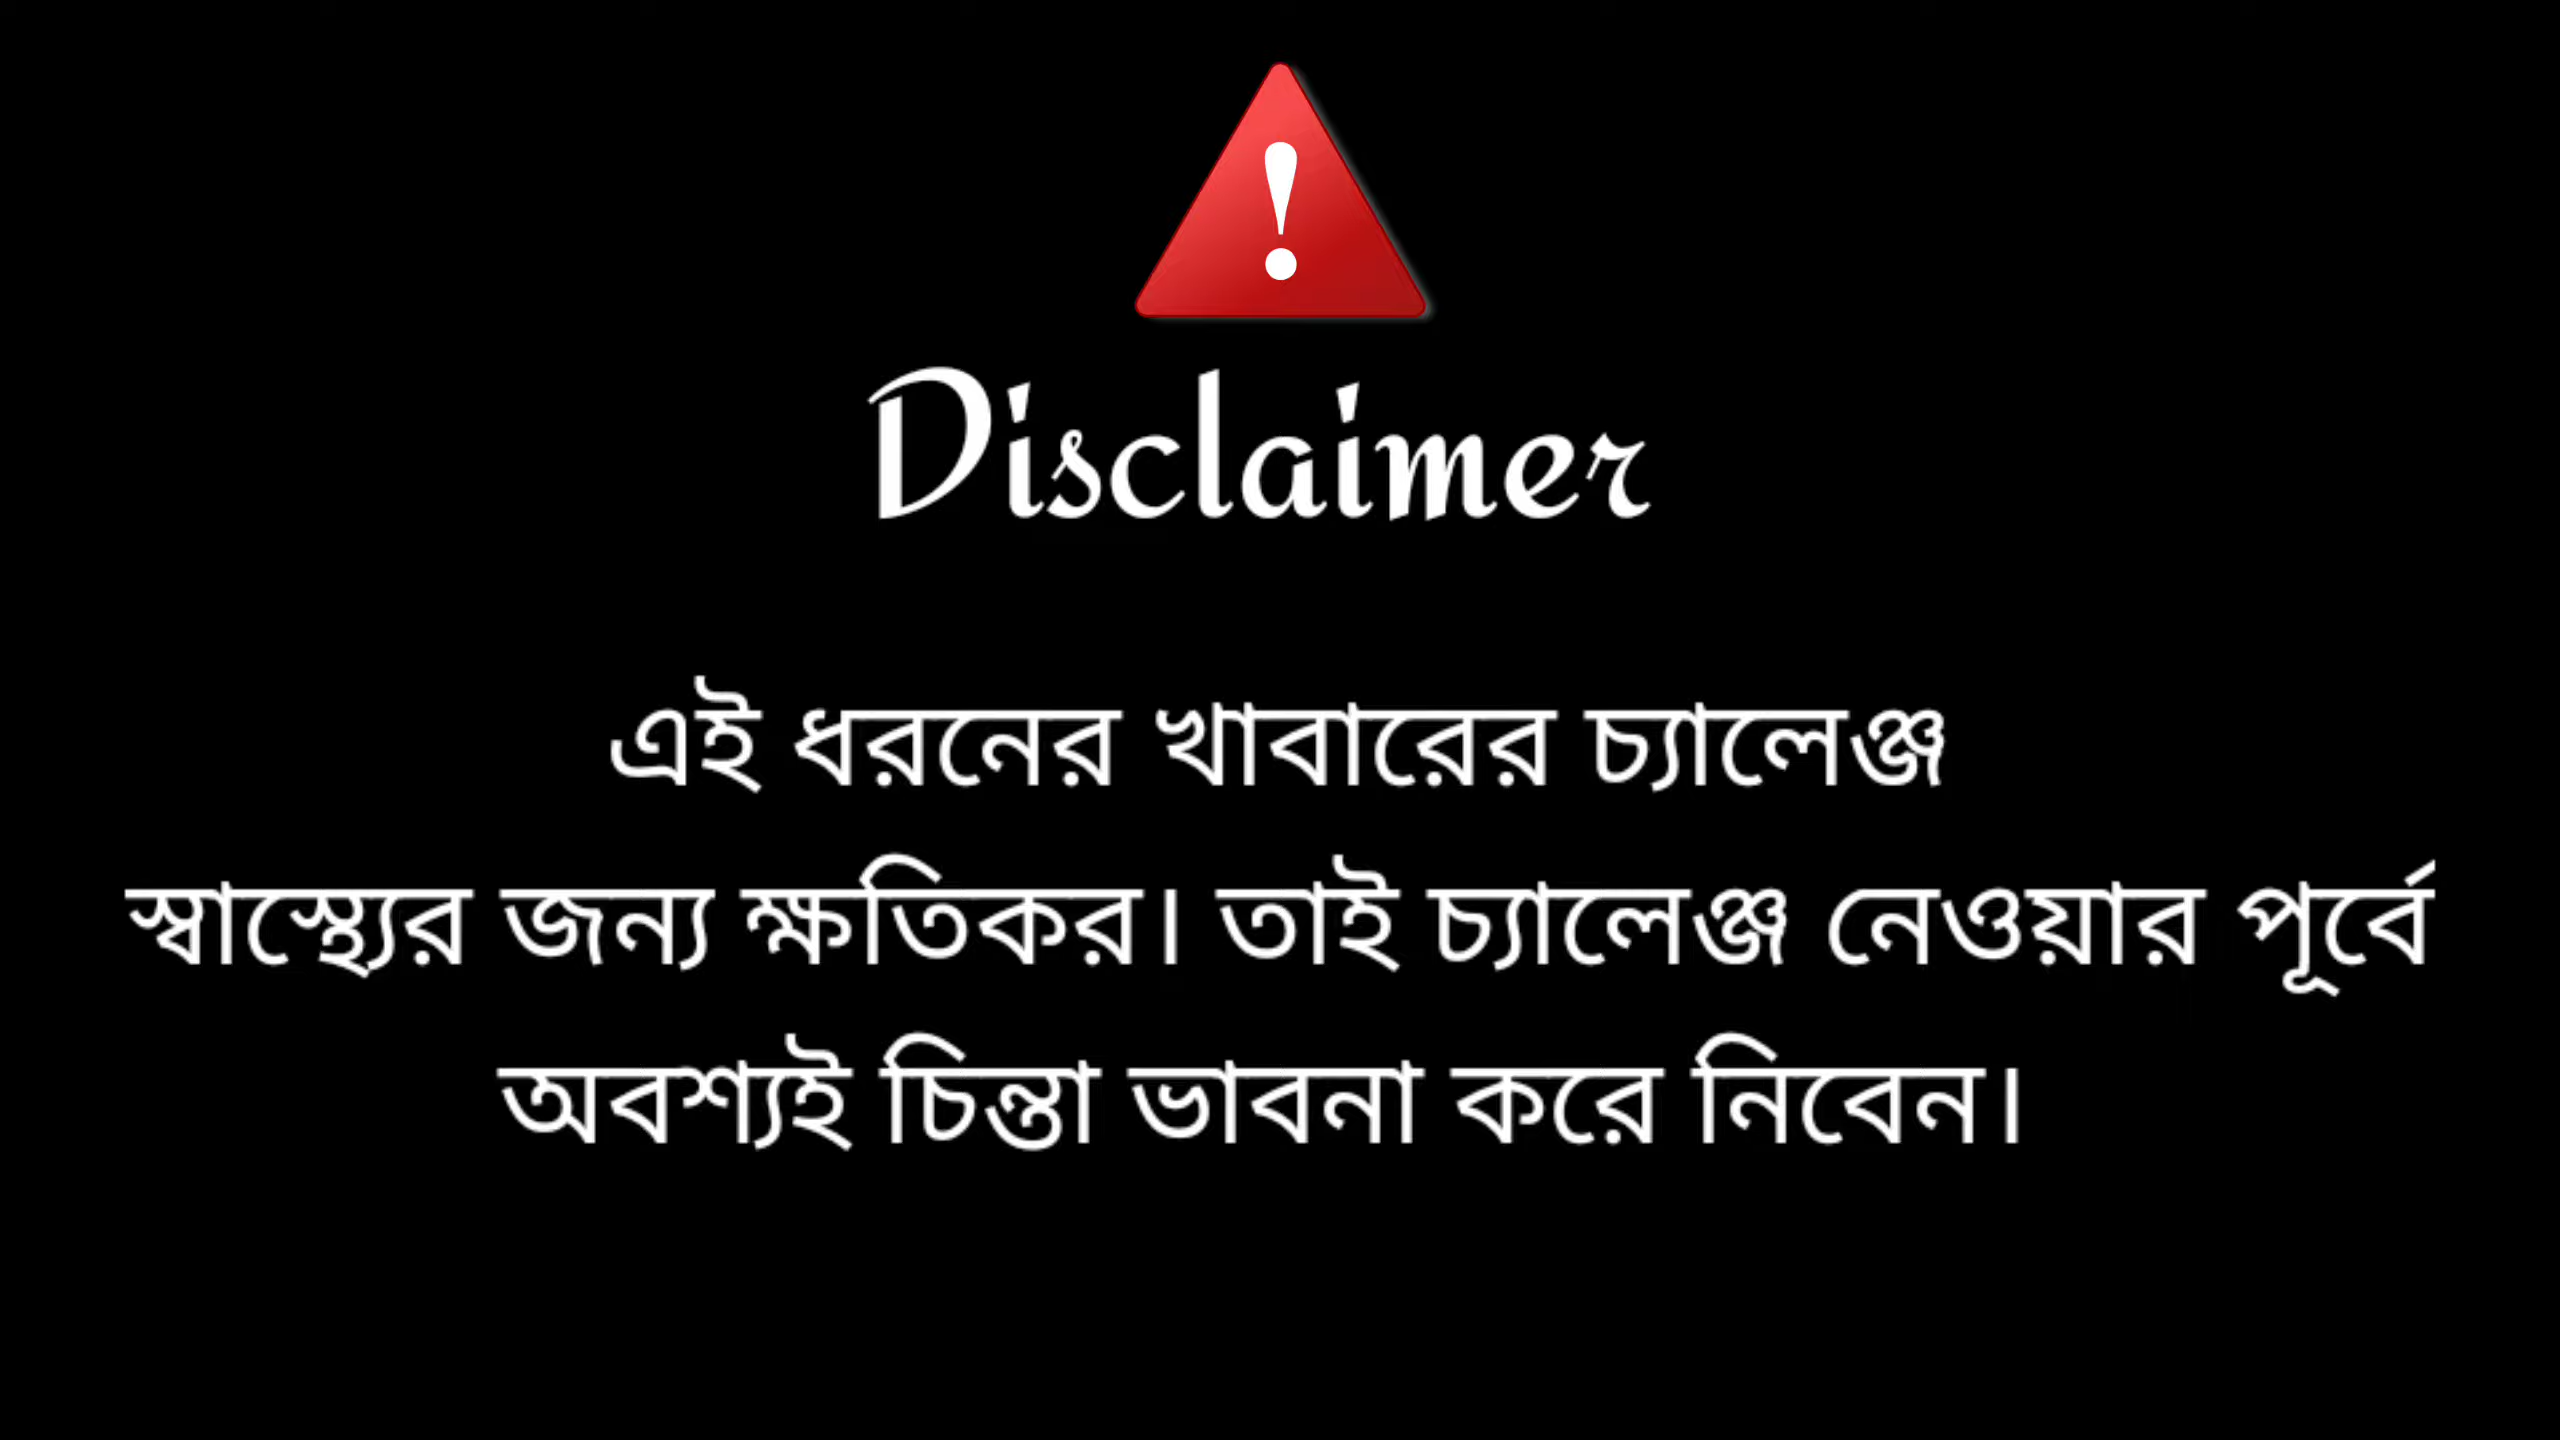 !
Disclaimer
এই ধরনের খাবারের চ্যালেঞ্জ
স্বাস্থ্যের জন্য ক্ষতিকর। তাই চ্যালেঞ্জ নেওয়ার পূর্বে
অবশ্যই চিন্তা ভাবনা করে নিবেন।